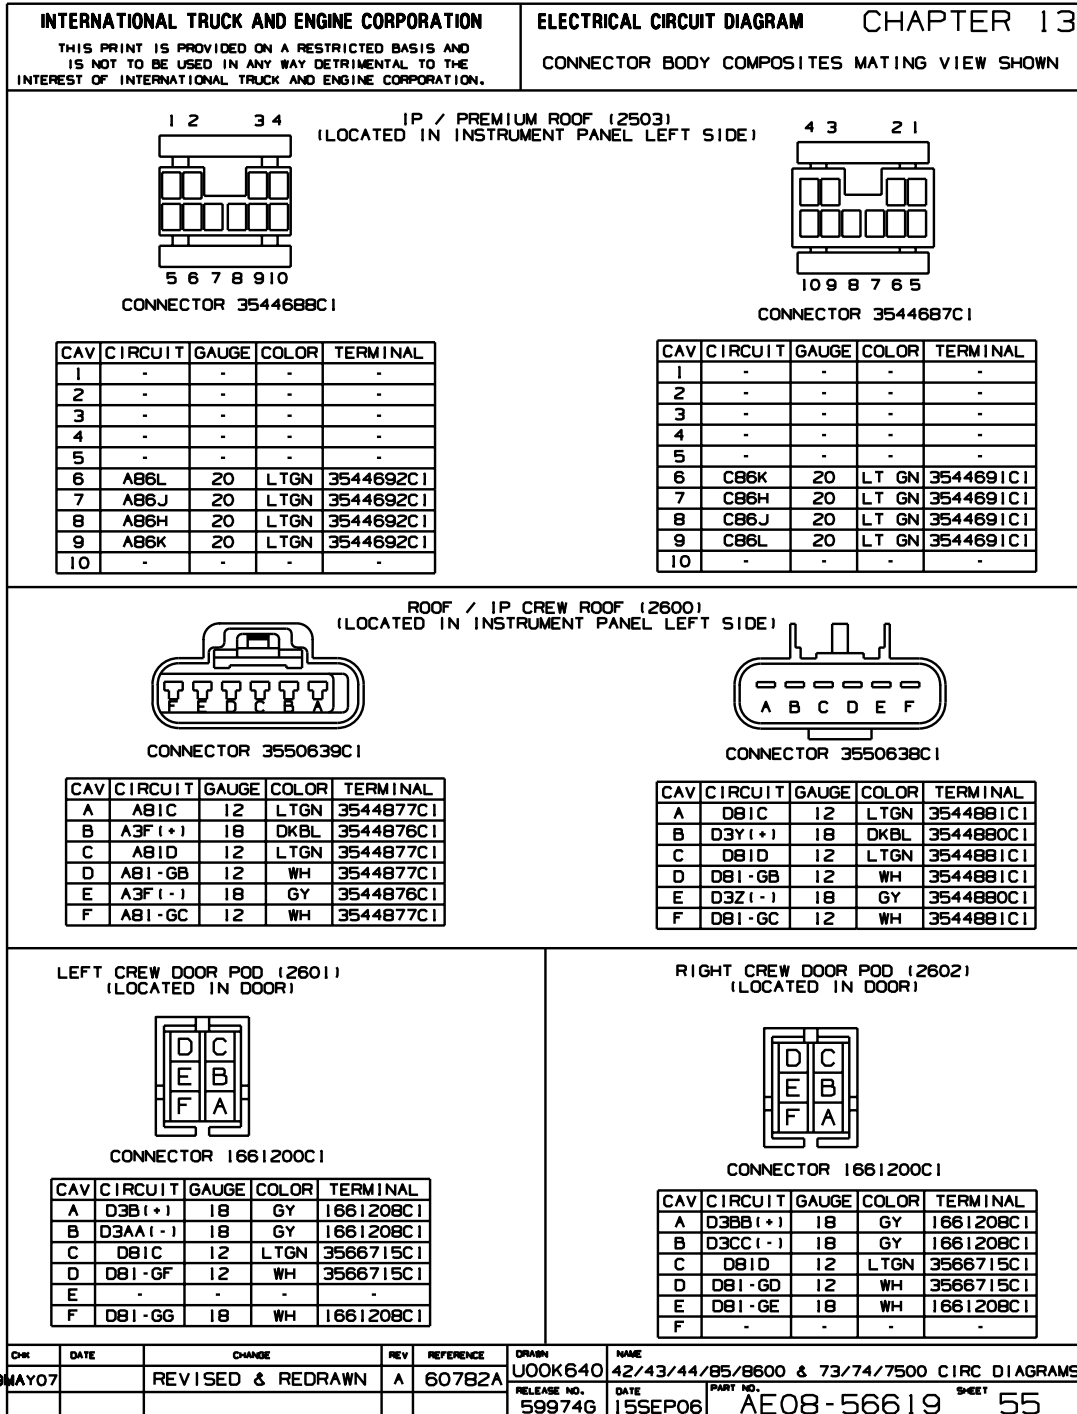 INTERNATIONAL TRUCK AND ENGINE CORPORATION
THIS PRINT IS PROVIDED ON A RESTRICTED BASIS AND
IS NOT TO BE USED IN ANY WAY DETRIMENTAL TO THE
INTEREST OF INTERNATIONAL TRUCK AND ENGINE CORPORATION.
ELECTRICAL CIRCUIT DIAGRAM CHAPTER 13
CONNECTOR BODY COMPOSITES MATING VIEW SHOWN
IP / PREMIUM ROOF (2503)
(LOCATED IN INSTRUMENT PANEL LEFT SIDE)
1 2 3 4
5 6 7 8 9 10
CONNECTOR 3544688C1
CAV CIRCUIT GAUGE COLOR TERMINAL
1 - - - -
2 - - - -
3 - - - -
4 - - - -
5 - - - -
6 A86L 20 LTGN 3544692C1
7 A86J 20 LTGN 3544692C1
8 A86H 20 LTGN 3544692C1
9 A86K 20 LTGN 3544692C1
10 - - - -
4 3 2 1
10 9 8 7 6 5
CONNECTOR 3544687C1
CAV CIRCUIT GAUGE COLOR TERMINAL
1 - - - -
2 - - - -
3 - - - -
4 - - - -
5 - - - -
6 C86K 20 LT GN 3544691C1
7 C86H 20 LT GN 3544691C1
8 C86J 20 LT GN 3544691C1
9 C86L 20 LT GN 3544691C1
10 - - - -
ROOF / IP CREW ROOF (2600)
(LOCATED IN INSTRUMENT PANEL LEFT SIDE)
F E D C B A
CONNECTOR 3550639C1
CAV CIRCUIT GAUGE COLOR TERMINAL
A A81C 12 LTGN 3544877C1
B A3F(+) 18 DKBL 3544876C1
C A81D 12 LTGN 3544877C1
D A81-GB 12 WH 3544877C1
E A3F(-) 18 GY 3544876C1
F A81-GC 12 WH 3544877C1
A B C D E F
CONNECTOR 3550638C1
CAV CIRCUIT GAUGE COLOR TERMINAL
A D81C 12 LTGN 3544881C1
B D3Y(+) 18 DKBL 3544880C1
C D81D 12 LTGN 3544881C1
D D81-GB 12 WH 3544881C1
E D3Z(-) 18 GY 3544880C1
F D81-GC 12 WH 3544881C1
LEFT CREW DOOR POD (2601)
(LOCATED IN DOOR)
D C
E B
F A
CONNECTOR 1661200C1
CAV CIRCUIT GAUGE COLOR TERMINAL
A D3B(+) 18 GY 1661208C1
B D3AA(-) 18 GY 1661208C1
C D81C 12 LTGN 3566715C1
D D81-GF 12 WH 3566715C1
E - - - -
F D81-GG 18 WH 1661208C1
RIGHT CREW DOOR POD (2602)
(LOCATED IN DOOR)
D C
E B
F A
CONNECTOR 1661200C1
CAV CIRCUIT GAUGE COLOR TERMINAL
A D3BB(+) 18 GY 1661208C1
B D3CC(-) 18 GY 1661208C1
C D81D 12 LTGN 3566715C1
D D81-GD 12 WH 3566715C1
E D81-GE 18 WH 1661208C1
F - - - -
CHK DATE CHANGE REV REFERENCE
MAY07 REVISED & REDRAWN A 60782A
DRAWN
U00K640
NAME
42/43/44/85/8600 & 73/74/7500 CIRC DIAGRAMS
RELEASE NO.
59974G
DATE
15SEP06
PART NO.
AE08-56619
SHEET 55